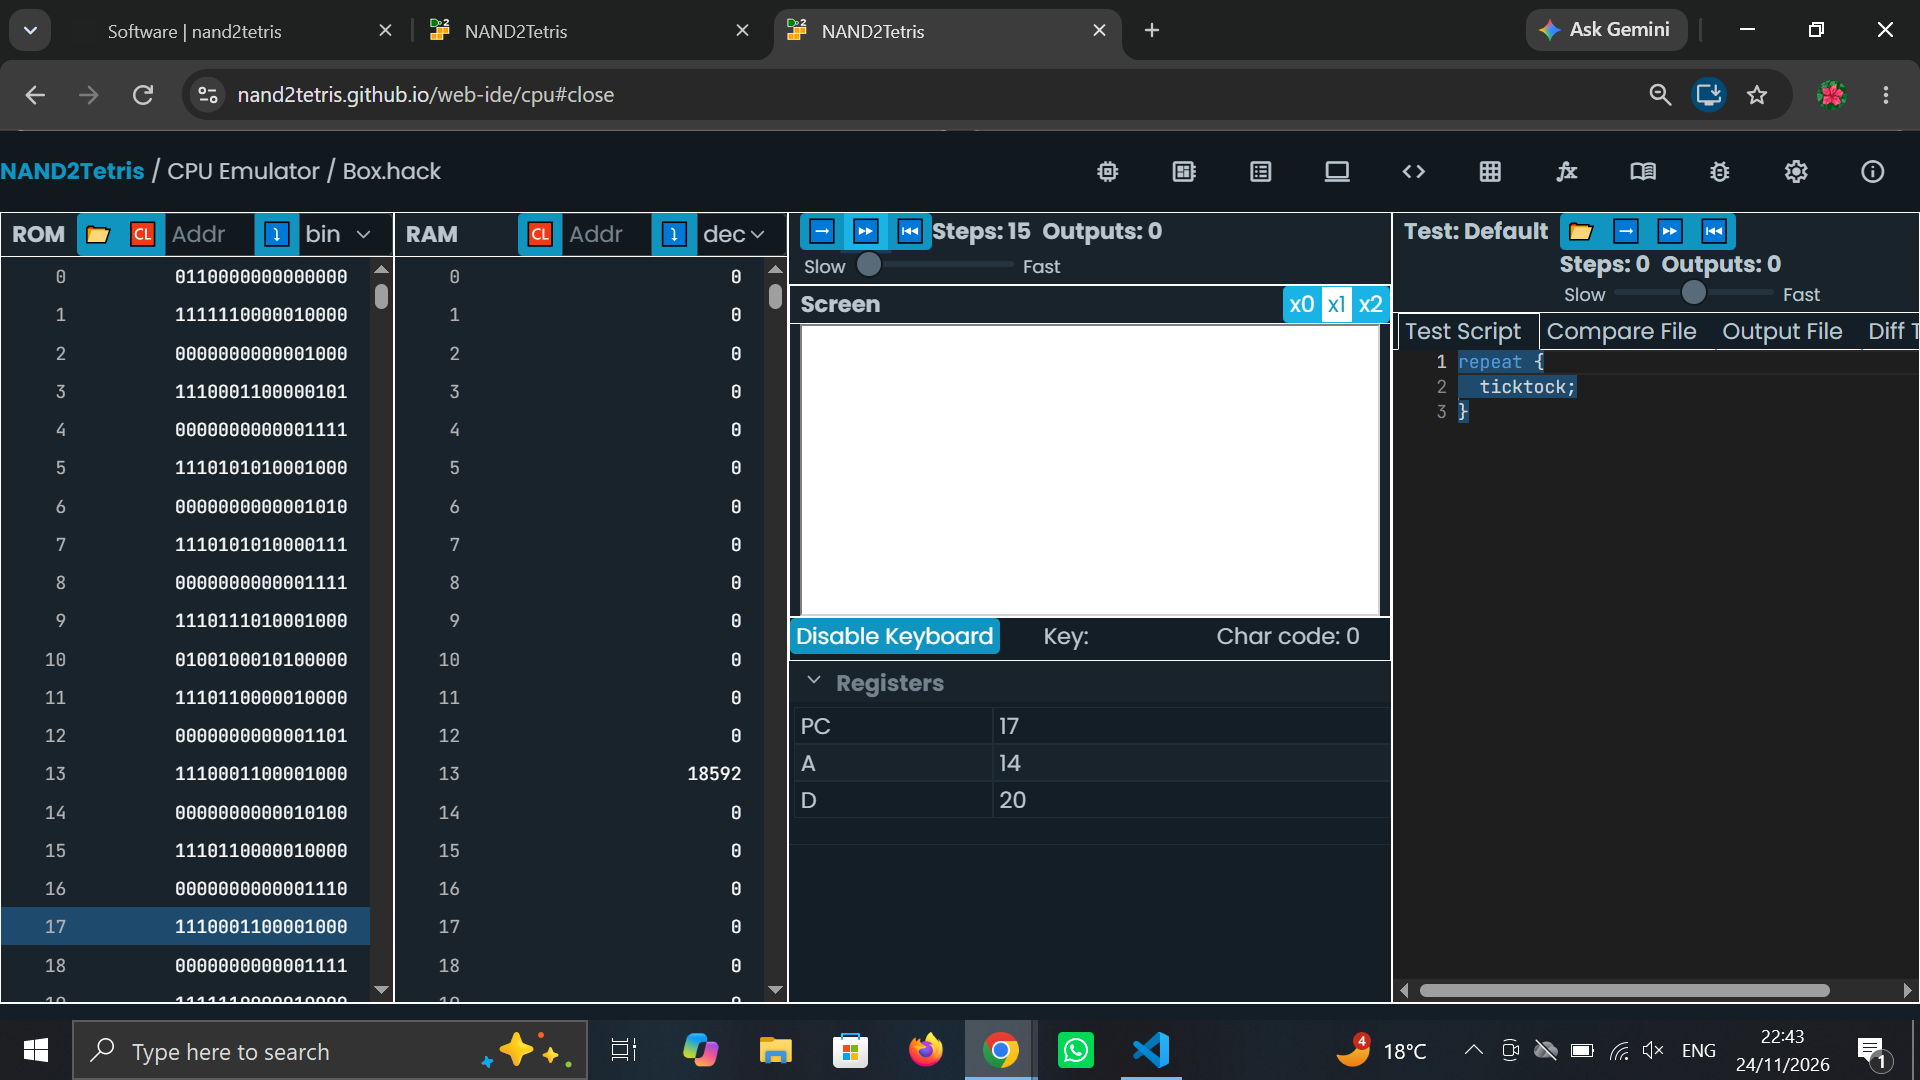 Software | nand2tetris
NAND2Tetris
NAND2Tetris
Ask Gemini
nand2tetris.github.io/web-ide/cpu#close
NAND2Tetris / CPU Emulator / Box.hack
ROM CL Addr bin
0 0110000000000000
1 1111110000010000
2 0000000000001000
3 1110001100000101
4 0000000000001111
5 1110101010001000
6 0000000000001010
7 1110101010000111
8 0000000000001111
9 1110111010001000
10 0100100010100000
11 1110110000010000
12 0000000000001101
13 1110001100001000
14 0000000000010100
15 1110110000010000
16 0000000000001110
17 1110001100001000
18 0000000000001111
19 1111110000010000
RAM CL Addr dec
0 0
1 0
2 0
3 0
4 0
5 0
6 0
7 0
8 0
9 0
10 0
11 0
12 0
13 18592
14 0
15 0
16 0
17 0
18 0
19 0
Steps: 15 Outputs: 0
Slow Fast
Screen x0 x1 x2
Disable Keyboard Key: Char code: 0
Registers
PC 17
A 14
D 20
Test: Default
Steps: 0 Outputs: 0
Slow Fast
Test Script Compare File Output File Diff T
1 repeat {
2 ticktock;
3 }
Type here to search
4 18°C
ENG
22:43
24/11/2026
1